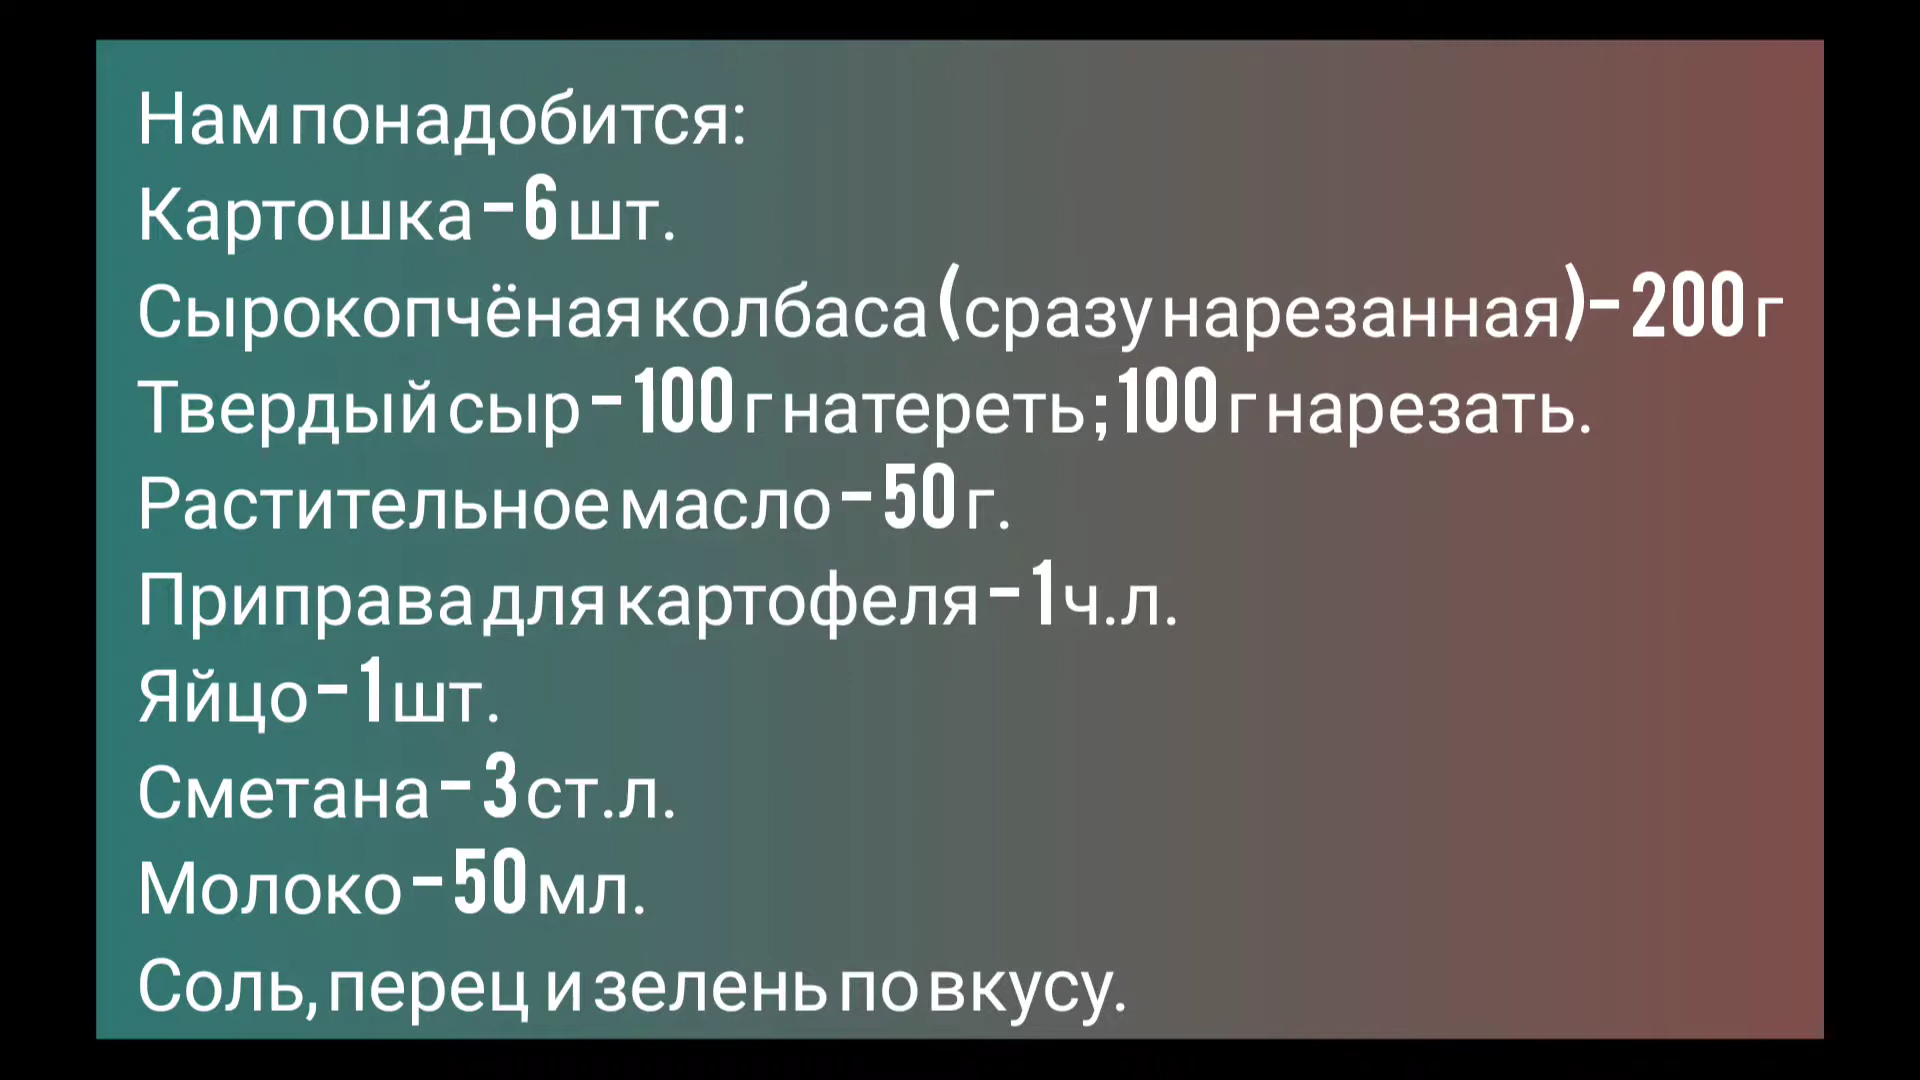 Нам понадобится:
Картошка - 6 шт.
Сырокопчёная колбаса (сразу нарезанная)- 200 г
Твердый сыр - 100 г натереть; 100 г нарезать.
Растительное масло - 50 г.
Приправа для картофеля - 1 ч.л.
Яйцо - 1 шт.
Сметана - 3 ст.л.
Молоко - 50 мл.
Соль, перец и зелень по вкусу.